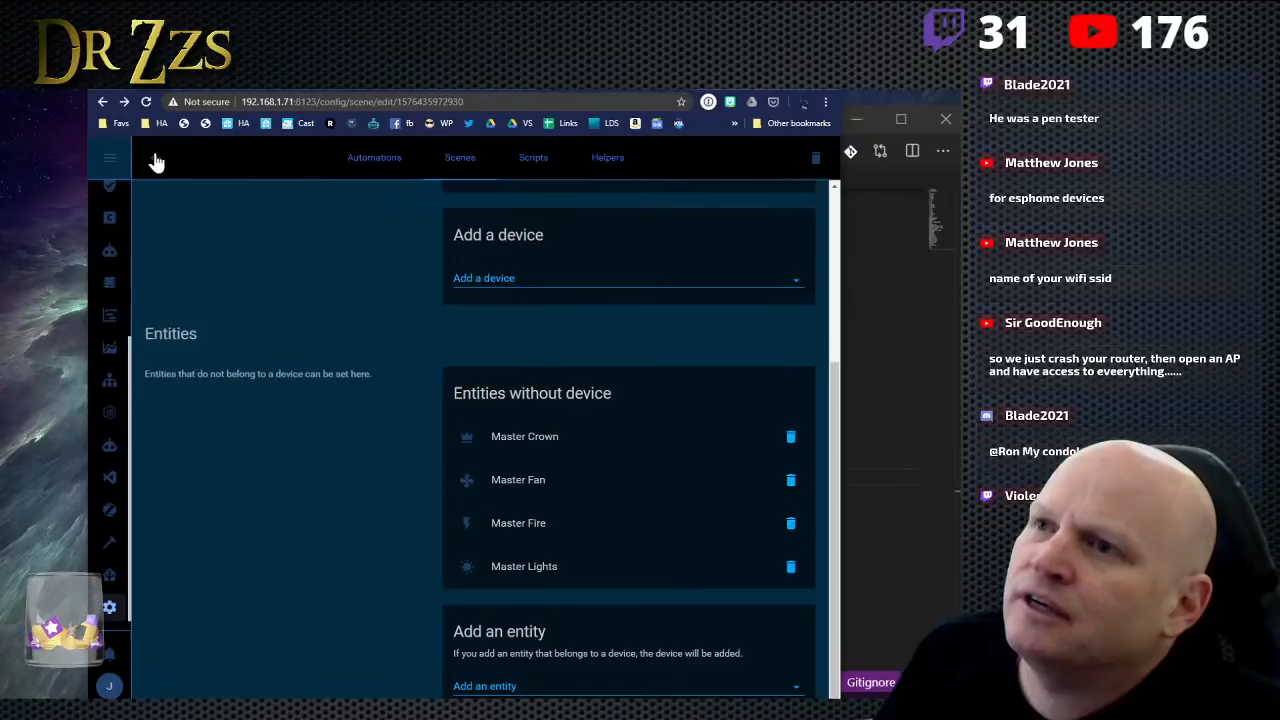 DR ZZS
31
176
Not secure
192.168.1.71:8123/config/scene/edit/1576435972930
Favs
HA
HA
Cast
R
fb
WP
VS
Links
LDS
a
»
Other bookmarks
Automations
Scenes
Scripts
Helpers
Add a device
Add a device
Entities
Entities that do not belong to a device can be set here.
Entities without device
Master Crown
Master Fan
Master Fire
Master Lights
Add an entity
If you add an entity that belongs to a device, the device will be added.
Add an entity
J
Gitignore
Blade2021
He was a pen tester
Matthew Jones
for esphome devices
Matthew Jones
name of your wifi ssid
Sir GoodEnough
so we just crash your router, then open an AP
and have access to eveerything......
Blade2021
@Ron My